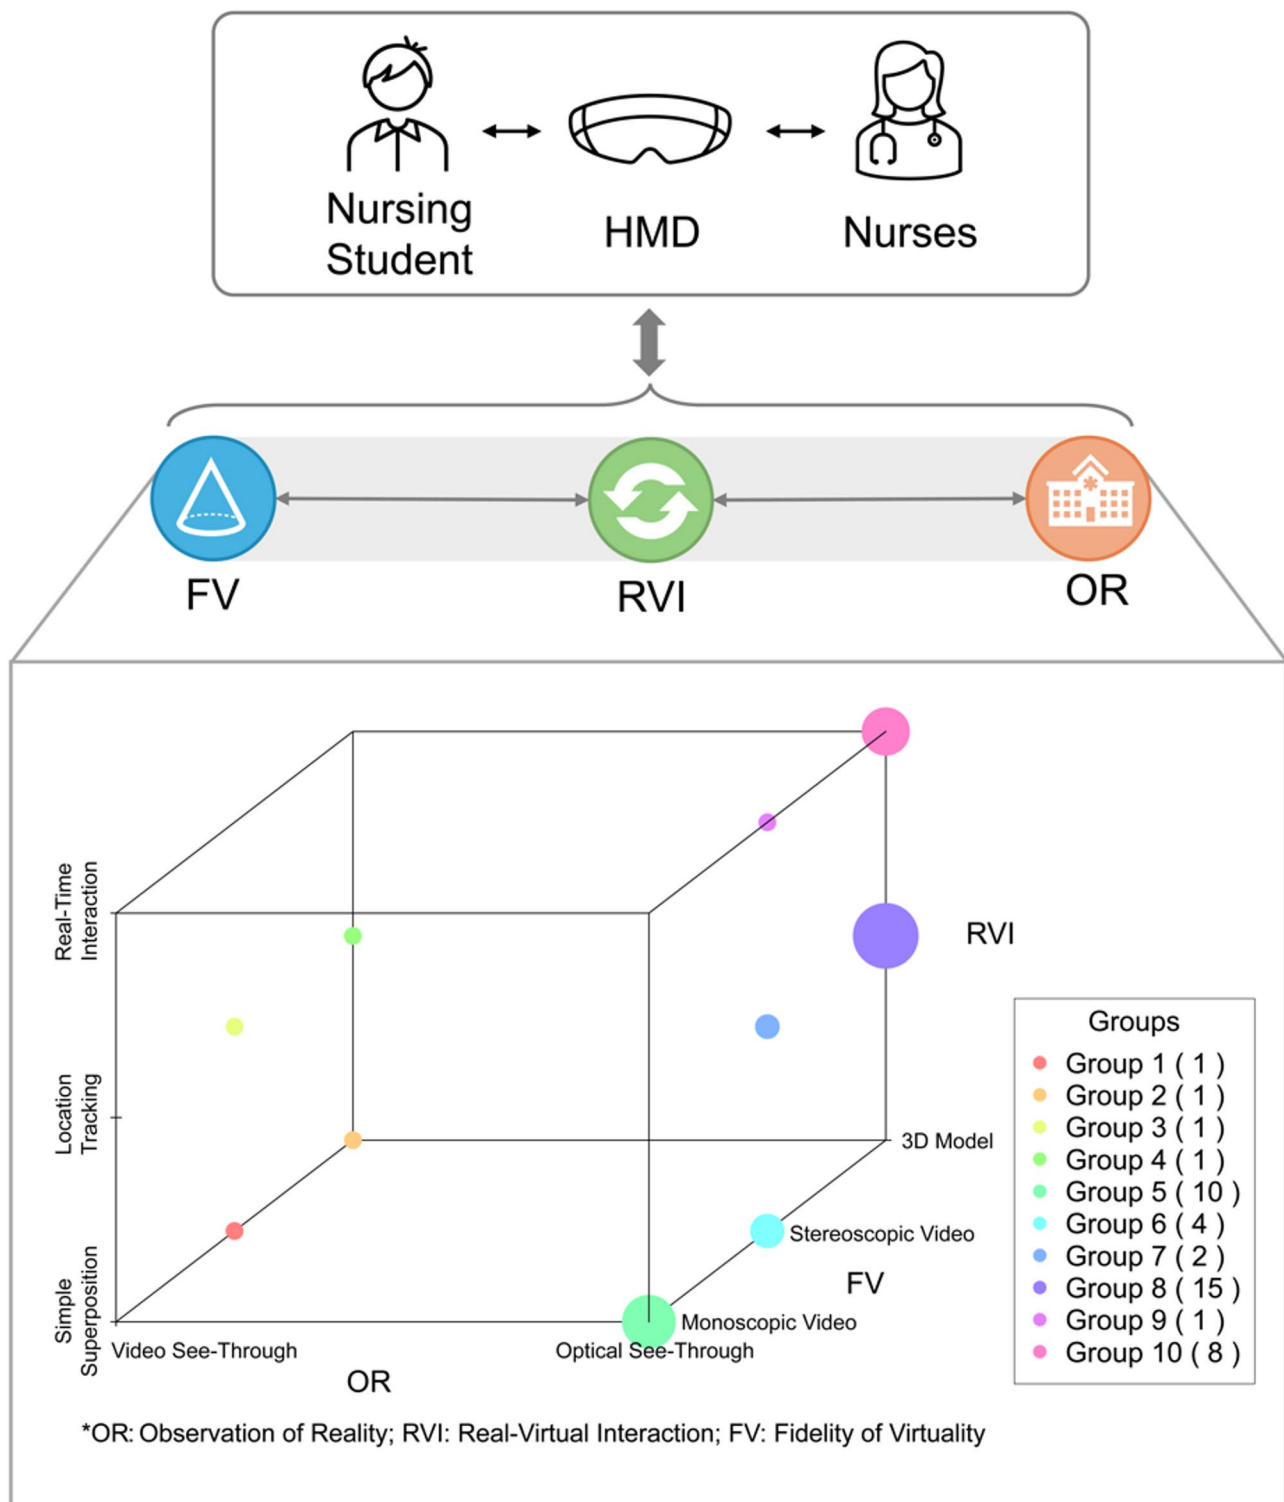 Nursing
Student
HMD
Nurses
FV
RVI
OR
Real-Time
Interaction
Location
Tracking
Simple
Superposition
RVI
3D Model
Stereoscopic Video
FV
Monoscopic Video
Video See-Through
Optical See-Through
OR
Groups
Group 1 ( 1 )
Group 2 ( 1 )
Group 3 ( 1 )
Group 4 ( 1 )
Group 5 ( 10 )
Group 6 ( 4 )
Group 7 ( 2 )
Group 8 ( 15 )
Group 9 ( 1 )
Group 10 ( 8 )
*OR: Observation of Reality; RVI: Real-Virtual Interaction; FV: Fidelity of Virtuality